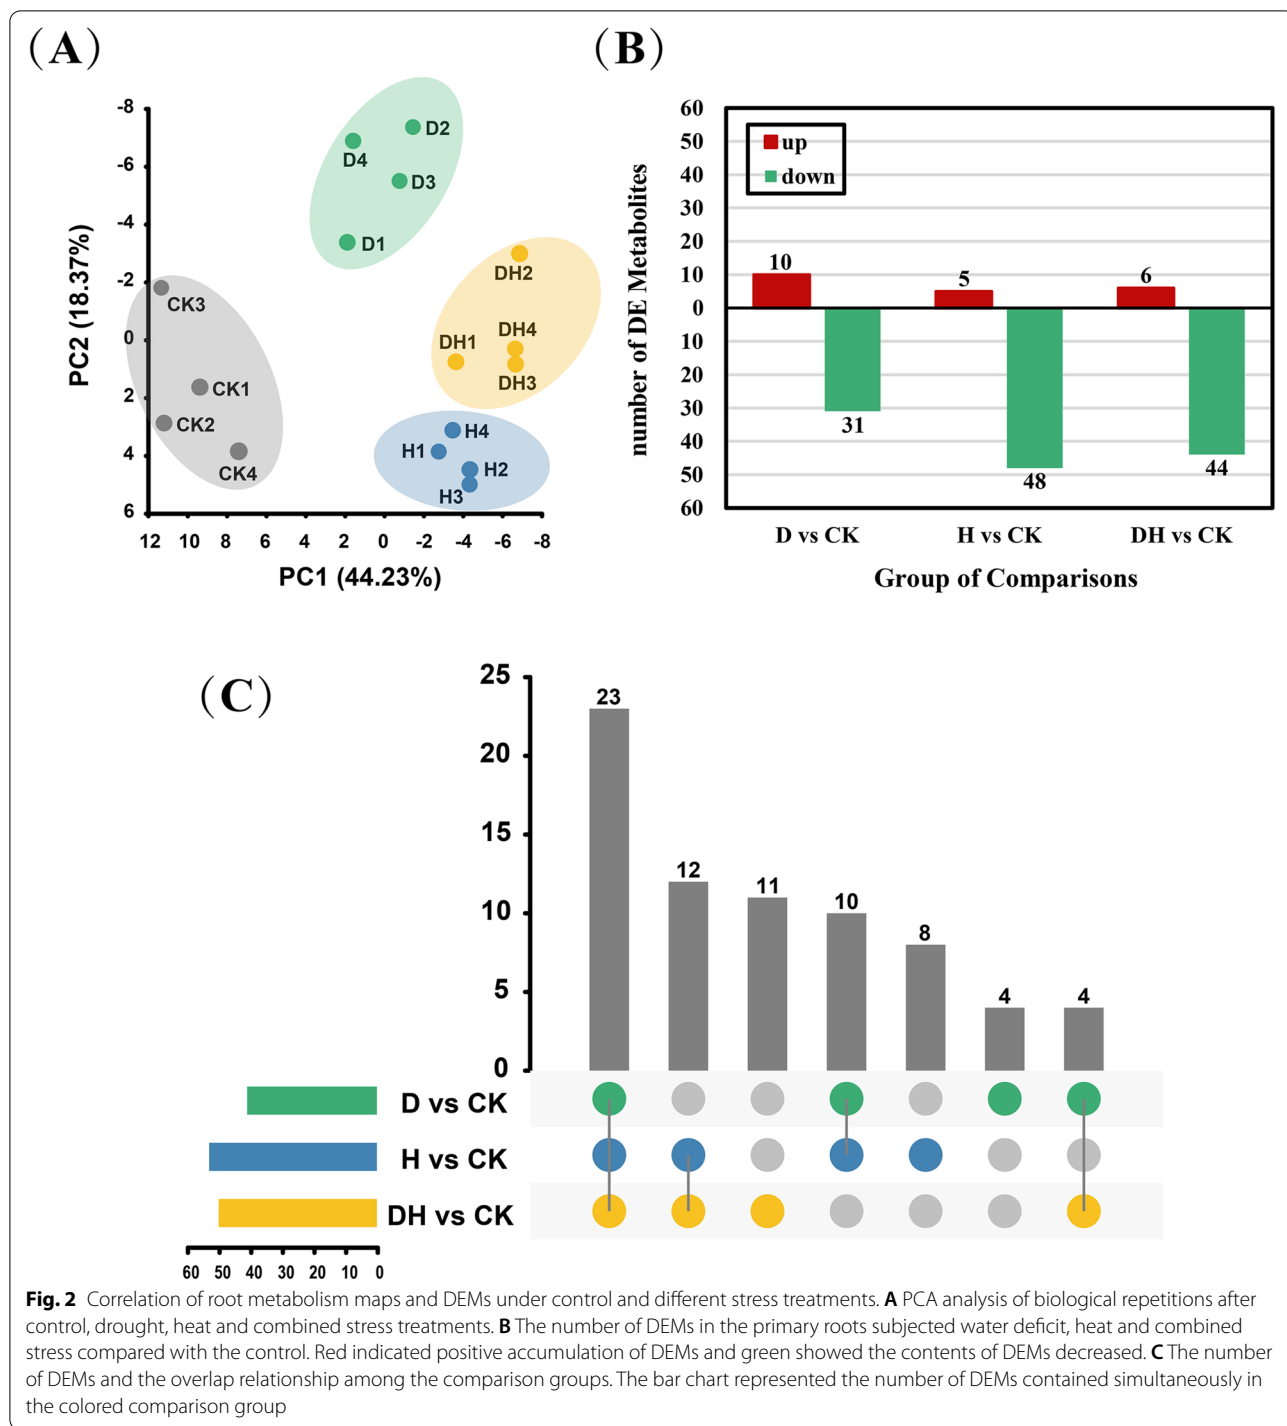 (A)
-8
-6
-4
-2
0
2
4
6
PC2 (18.37%)
D2
D4
D3
D1
DH2
DH4
DH1
DH3
CK3
CK1
CK2
CK4
H4
H1
H2
H3
12 10 8 6 4 2 0 -2 -4 -6 -8
PC1 (44.23%)
(B)
number of DE Metabolites
60
50
40
30
20
10
0
10
20
30
40
50
60
up
down
10
5
6
31
48
44
D vs CK H vs CK DH vs CK
Group of Comparisons
(C)
25
20
15
10
5
0
23
12
11
10
8
4
4
D vs CK
H vs CK
DH vs CK
60 50 40 30 20 10 0
Fig. 2 Correlation of root metabolism maps and DEMs under control and different stress treatments. A PCA analysis of biological repetitions after
control, drought, heat and combined stress treatments. B The number of DEMs in the primary roots subjected water deficit, heat and combined
stress compared with the control. Red indicated positive accumulation of DEMs and green showed the contents of DEMs decreased. C The number
of DEMs and the overlap relationship among the comparison groups. The bar chart represented the number of DEMs contained simultaneously in
the colored comparison group